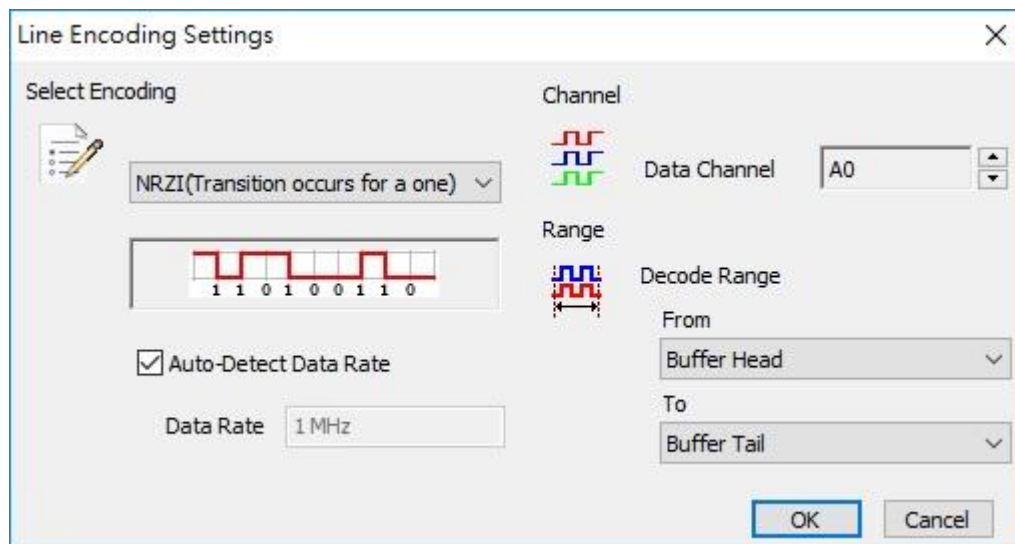 Line Encoding Settings
Select Encoding
NRZI(Transition occurs for a one)
1 1 0 1 0 0 1 1 0
Auto-Detect Data Rate
Data Rate 1 MHz
Channel
Data Channel A0
Range
Decode Range
From
Buffer Head
To
Buffer Tail
OK Cancel